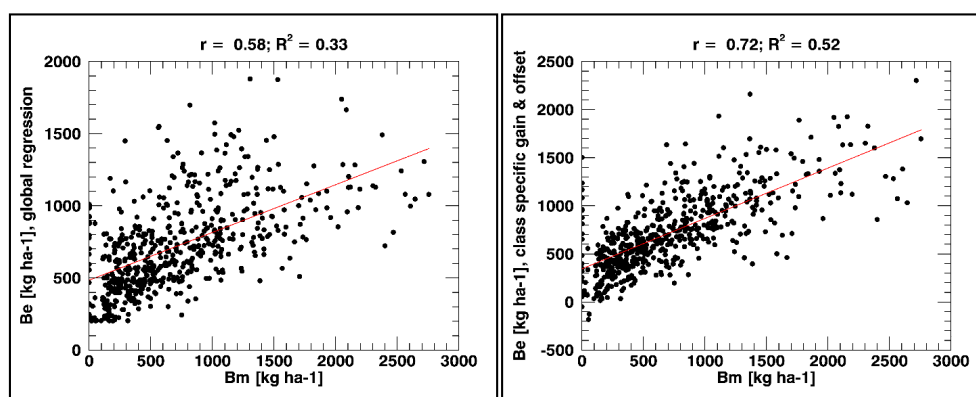 r = 0.58; R² = 0.33
2000
1500
1000
500
0
Be [kg ha-1], global regression
0 500 1000 1500 2000 2500 3000
Bm [kg ha-1]
r = 0.72; R² = 0.52
2500
2000
1500
1000
500
0
-500
Be [kg ha-1], class specific gain & offset
0 500 1000 1500 2000 2500 3000
Bm [kg ha-1]